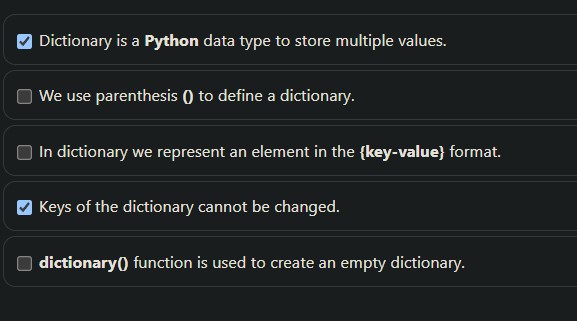 Dictionary is a Python data type to store multiple values.
We use parenthesis () to define a dictionary.
In dictionary we represent an element in the {key-value} format.
Keys of the dictionary cannot be changed.
dictionary() function is used to create an empty dictionary.